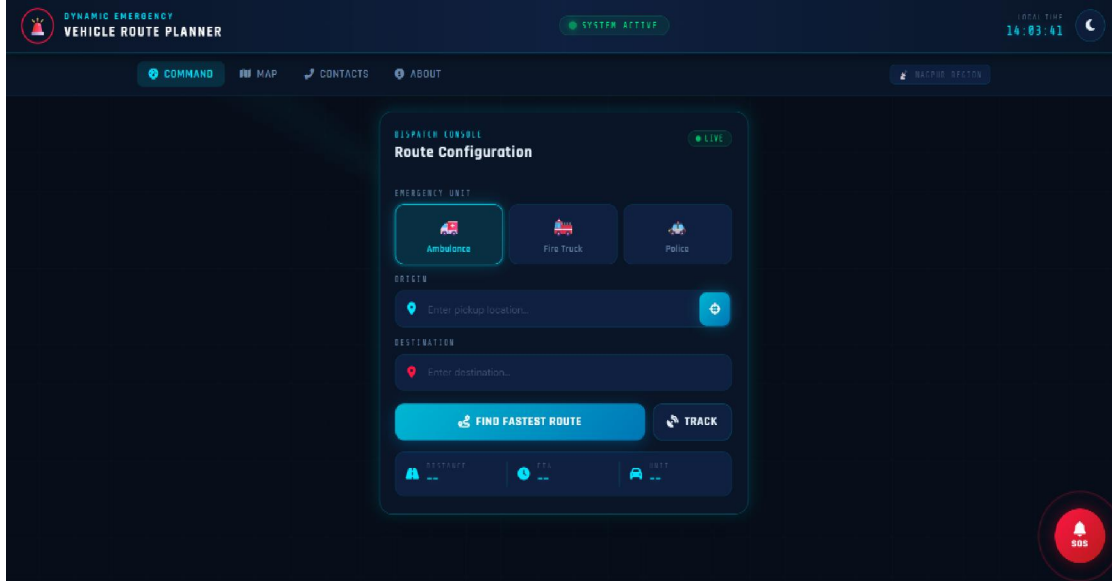 DYNAMIC EMERGENCY
VEHICLE ROUTE PLANNER
SYSTEM ACTIVE
LOCAL TIME
14:03:41
COMMAND
MAP
CONTACTS
ABOUT
NAGPUR SECTOR
DISPATCH CONSOLE
Route Configuration
LIVE
EMERGENCY UNIT
Ambulance
Fire Truck
Police
ORIGIN
Enter pickup location...
DESTINATION
Enter destination...
FIND FASTEST ROUTE
TRACK
DISTANCE
--
ETA
--
UNIT
--
SOS